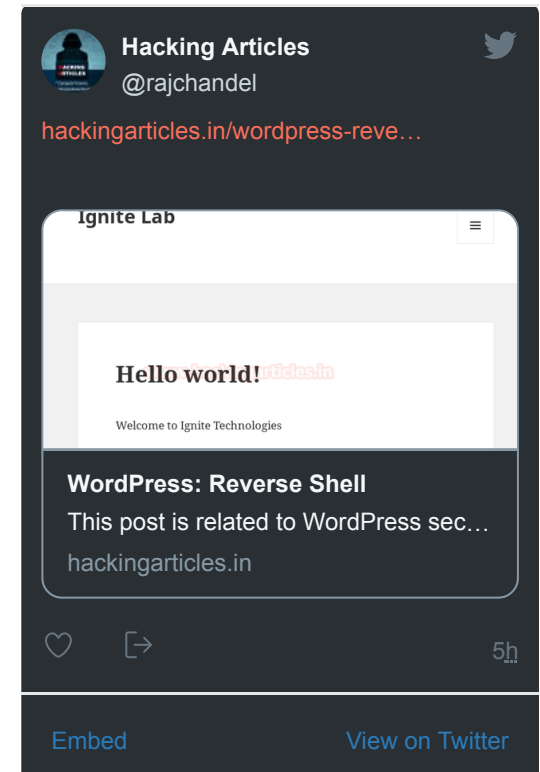 Hacking Articles
@rajchandel
hackingarticles.in/wordpress-reve…
Ignite Lab
Hello world!
Welcome to Ignite Technologies
WordPress: Reverse Shell
This post is related to WordPress sec…
hackingarticles.in
5h
Embed
View on Twitter